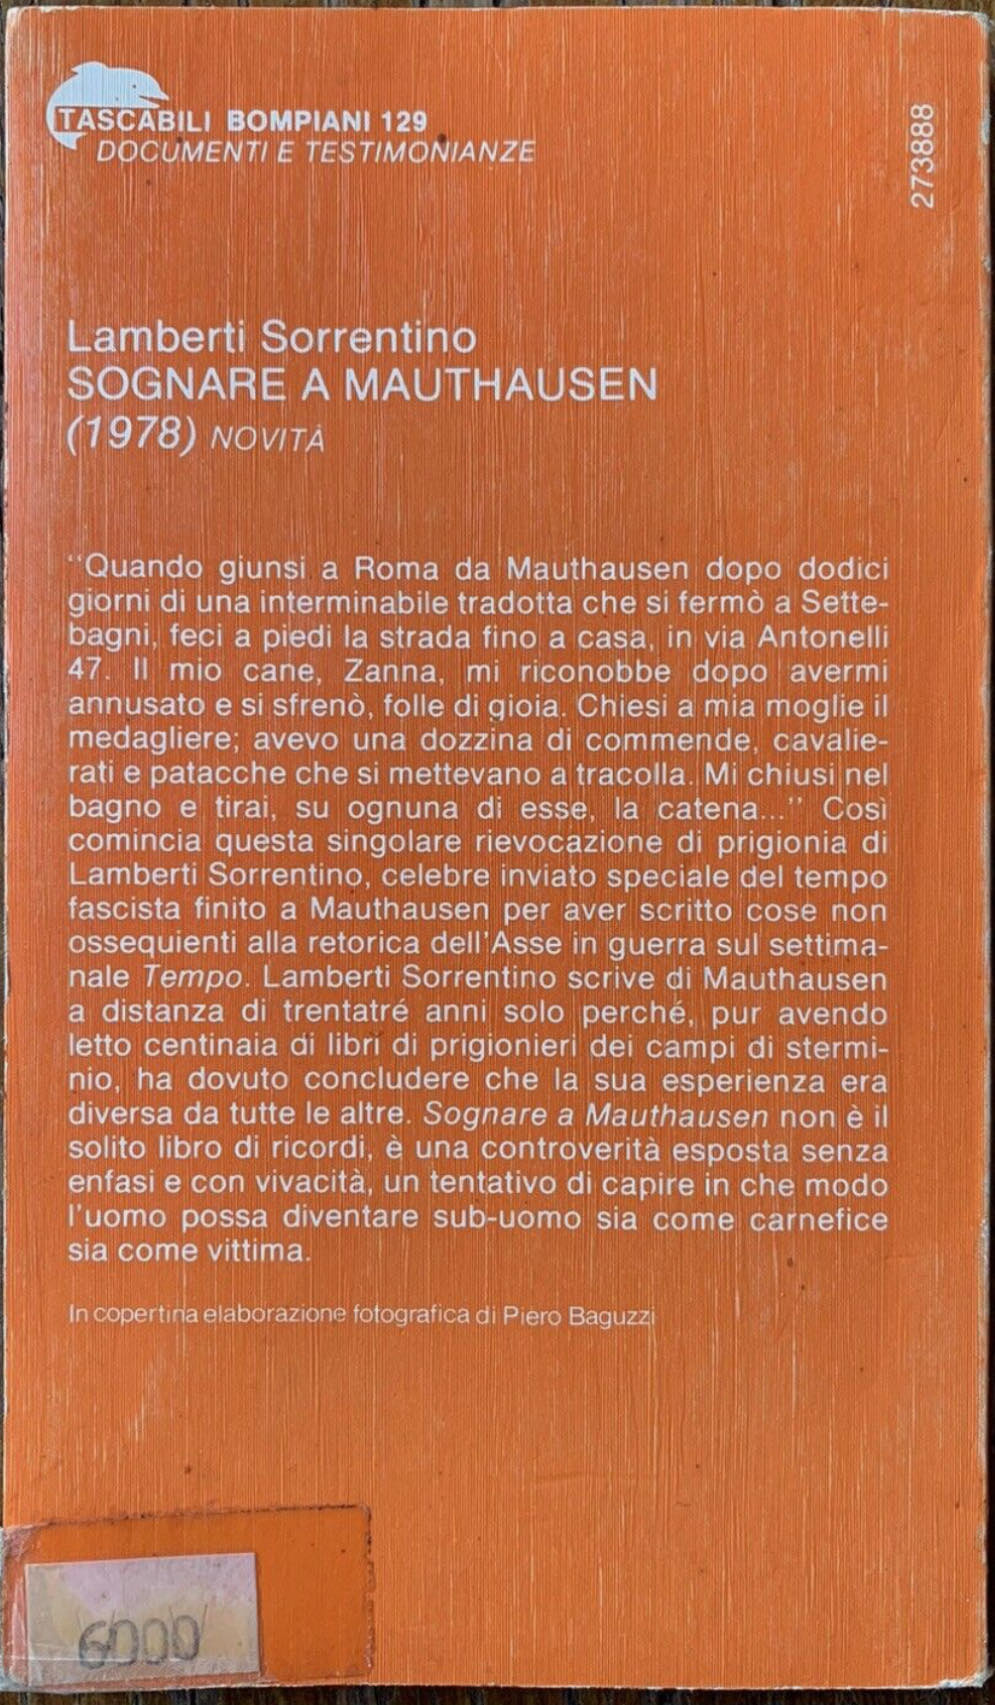 TASCABILI BOMPIANI 129
DOCUMENTI E TESTIMONIANZE
273888
Lamberti Sorrentino
SOGNARE A MAUTHAUSEN
(1978) NOVITÀ
“Quando giunsi a Roma da Mauthausen dopo dodici
giorni di una interminabile tradotta che si fermò a Sette-
bagni, feci a piedi la strada fino a casa, in via Antonelli
47. Il mio cane, Zanna, mi riconobbe dopo avermi
annusato e si sfrenò, folle di gioia. Chiesi a mia moglie il
medagliere; avevo una dozzina di commende, cavalie-
rati e patacche che si mettevano a tracolla. Mi chiusi nel
bagno e tirai, su ognuna di esse, la catena...” Così
comincia questa singolare rievocazione di prigionia di
Lamberti Sorrentino, celebre inviato speciale del tempo
fascista finito a Mauthausen per aver scritto cose non
ossequienti alla retorica dell'Asse in guerra sul settima-
nale Tempo. Lamberti Sorrentino scrive di Mauthausen
a distanza di trentatré anni solo perché, pur avendo
letto centinaia di libri di prigionieri dei campi di stermi-
nio, ha dovuto concludere che la sua esperienza era
diversa da tutte le altre. Sognare a Mauthausen non è il
solito libro di ricordi, è una controverità esposta senza
enfasi e con vivacità, un tentativo di capire in che modo
l'uomo possa diventare sub-uomo sia come carnefice
sia come vittima.
In copertina elaborazione fotografica di Piero Baguzzi
6000